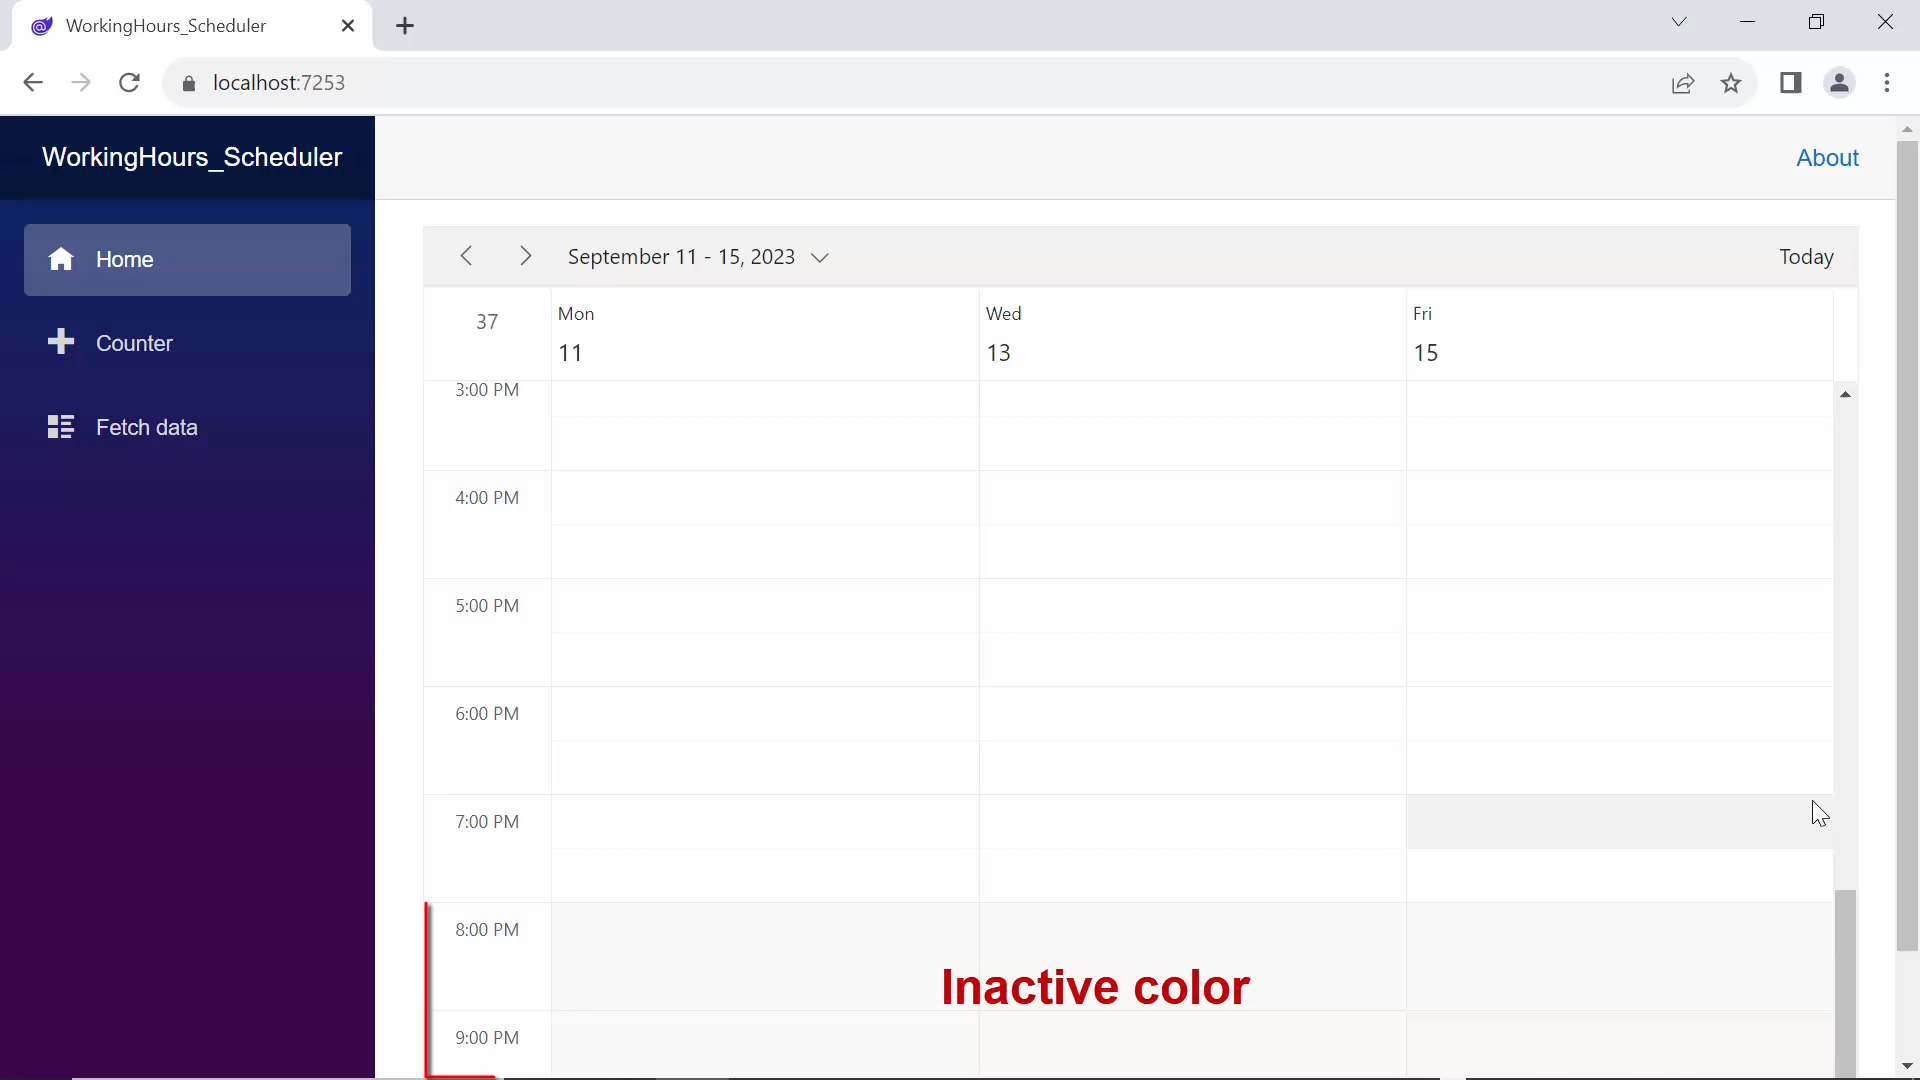 WorkingHours_Scheduler
localhost:7253
WorkingHours_Scheduler
About
Home
Counter
Fetch data
September 11 - 15, 2023
Today
37
Mon
Wed
Fri
11
13
15
3:00 PM
4:00 PM
5:00 PM
6:00 PM
7:00 PM
8:00 PM
Inactive color
9:00 PM